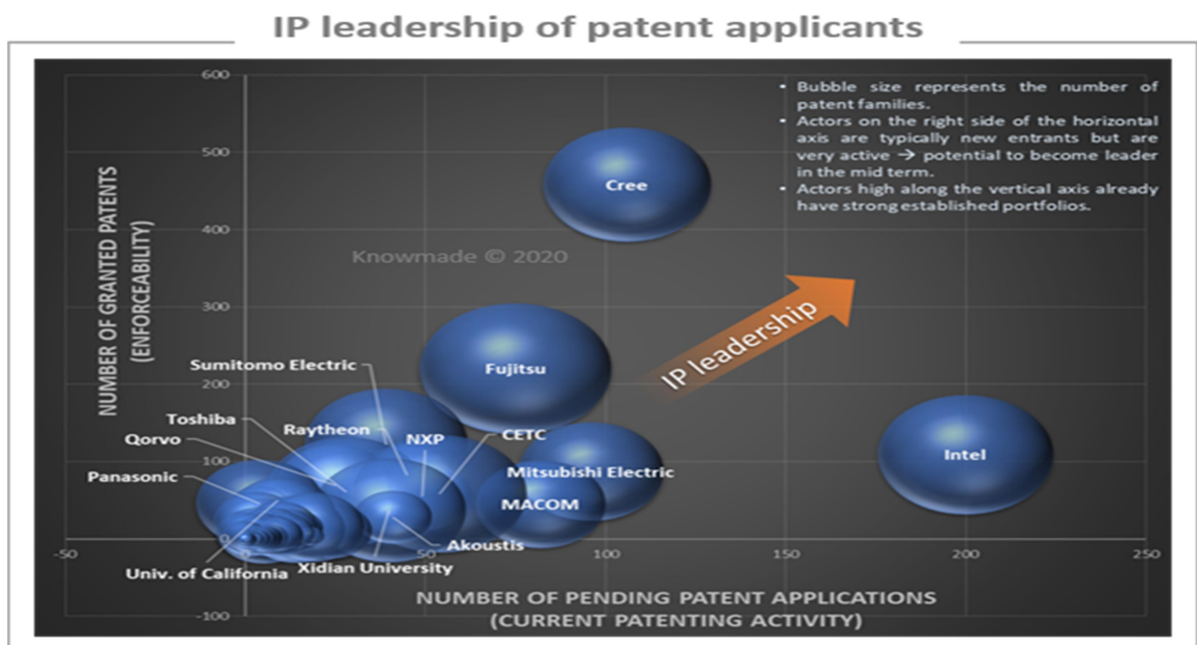 IP leadership of patent applicants
600
500
400
300
200
100
0
-100
-50
0
50
100
150
200
250
NUMBER OF GRANTED PATENTS
(ENFORCEABILITY)
• Bubble size represents the number of
patent families.
• Actors on the right side of the horizontal
axis are typically new entrants but are
very active → potential to become leader
in the mid term.
• Actors high along the vertical axis already
have strong established portfolios.
Cree
Knowmade © 2020
IP leadership
Fujitsu
Sumitomo Electric
Toshiba
Raytheon
Qorvo
NXP
CETC
Panasonic
Mitsubishi Electric
Intel
MACOM
Akoustis
Univ. of California
Xidian University
NUMBER OF PENDING PATENT APPLICATIONS
(CURRENT PATENTING ACTIVITY)